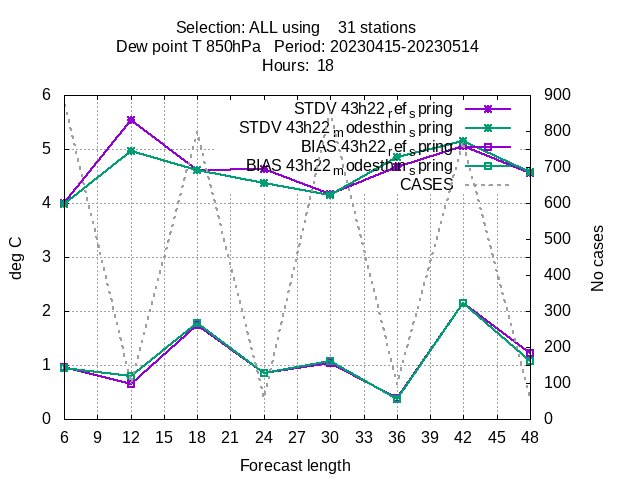 Selection: ALL using    31 stations
Dew point T 850hPa   Period: 20230415-20230514
Hours:  18
6 900
STDV 43h22_ref_spring
800
STDV 43h22_modesthin_spring
5
BIAS 43h22_ref_spring
700
BIAS 43h22_modesthin_spring
CASES
4 600
500
3
400
2 300
200
1
100
0 0
6 9 12 15 18 21 24 27 30 33 36 39 42 45 48
deg C
No cases
Forecast length